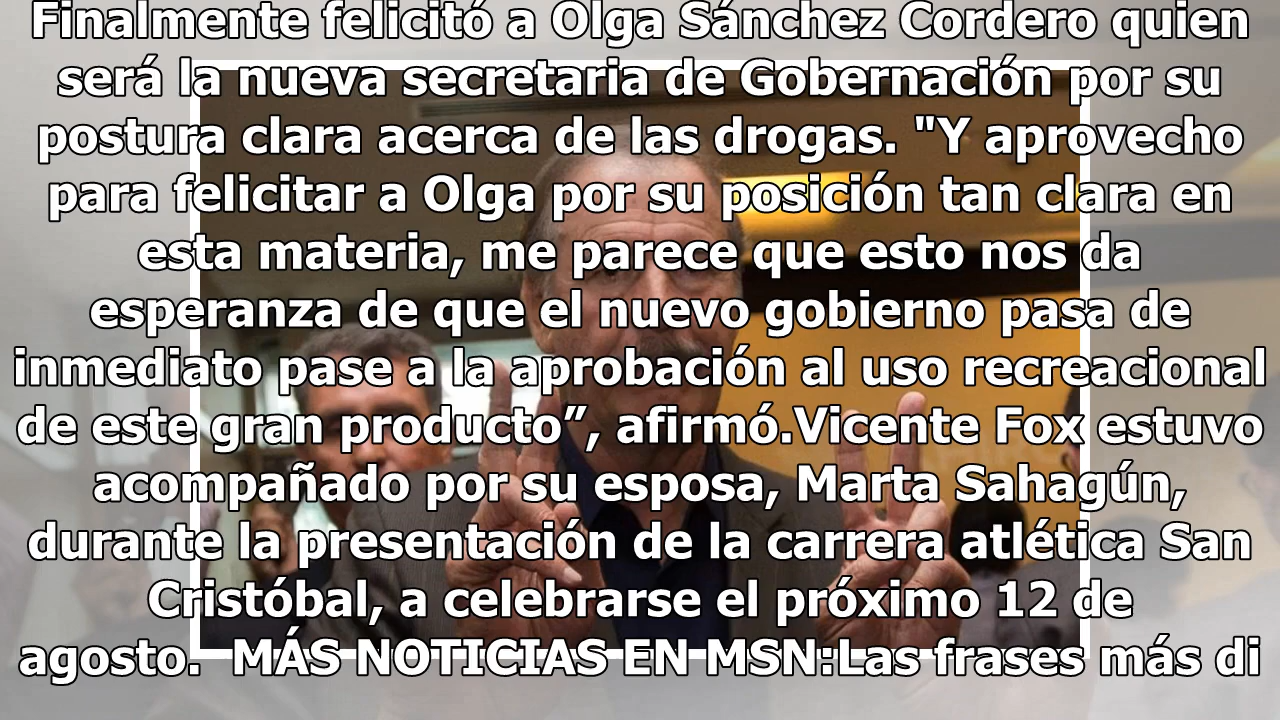 Finalmente felicitó a Olga Sánchez Cordero quien
será la nueva secretaria de Gobernación por su
postura clara acerca de las drogas. "Y aprovecho
para felicitar a Olga por su posición tan clara en
esta materia, me parece que esto nos da
esperanza de que el nuevo gobierno pasa de
inmediato pase a la aprobación al uso recreacional
de este gran producto”, afirmó.Vicente Fox estuvo
acompañado por su esposa, Marta Sahagún,
durante la presentación de la carrera atlética San
Cristóbal, a celebrarse el próximo 12 de
agosto.  MÁS NOTICIAS EN MSN:Las frases más di